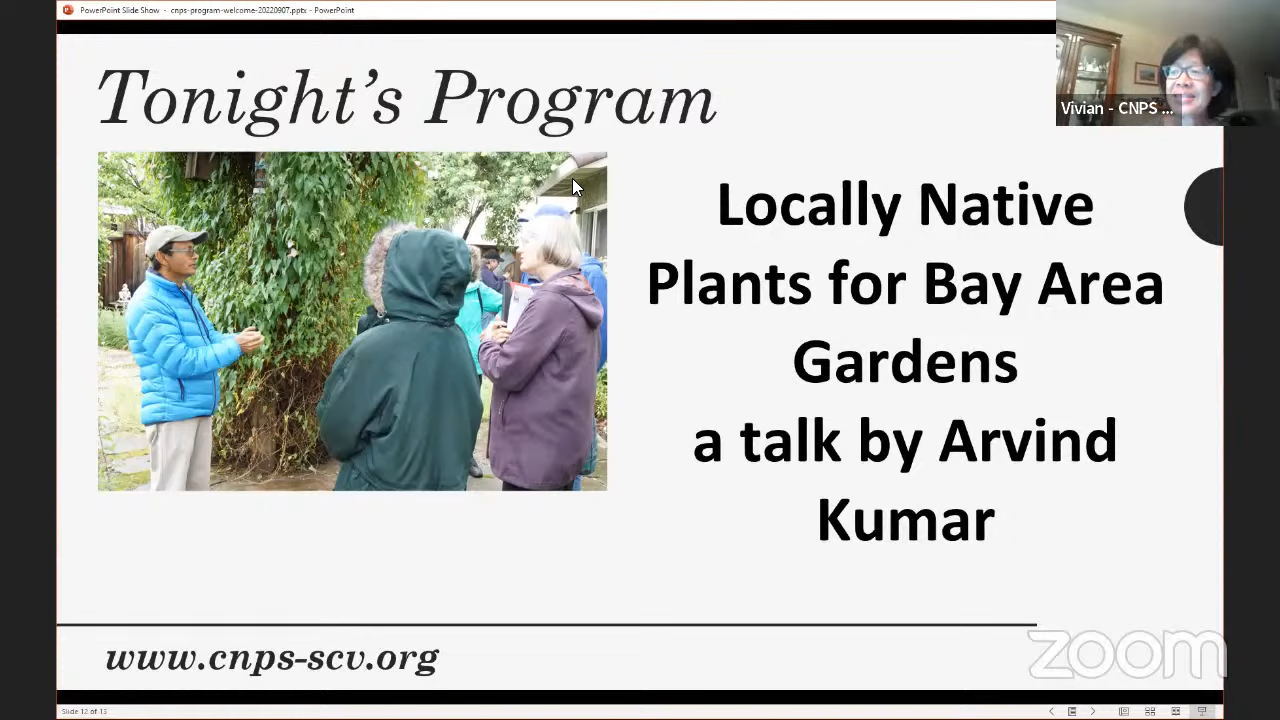 PowerPoint Slide Show - cnps-program-welcome-20220907.pptx - PowerPoint
Tonight's Program
Vivian - CNPS ...
Locally Native
Plants for Bay Area
Gardens
a talk by Arvind
Kumar
www.cnps-scv.org
zoom
Slide 12 of 13